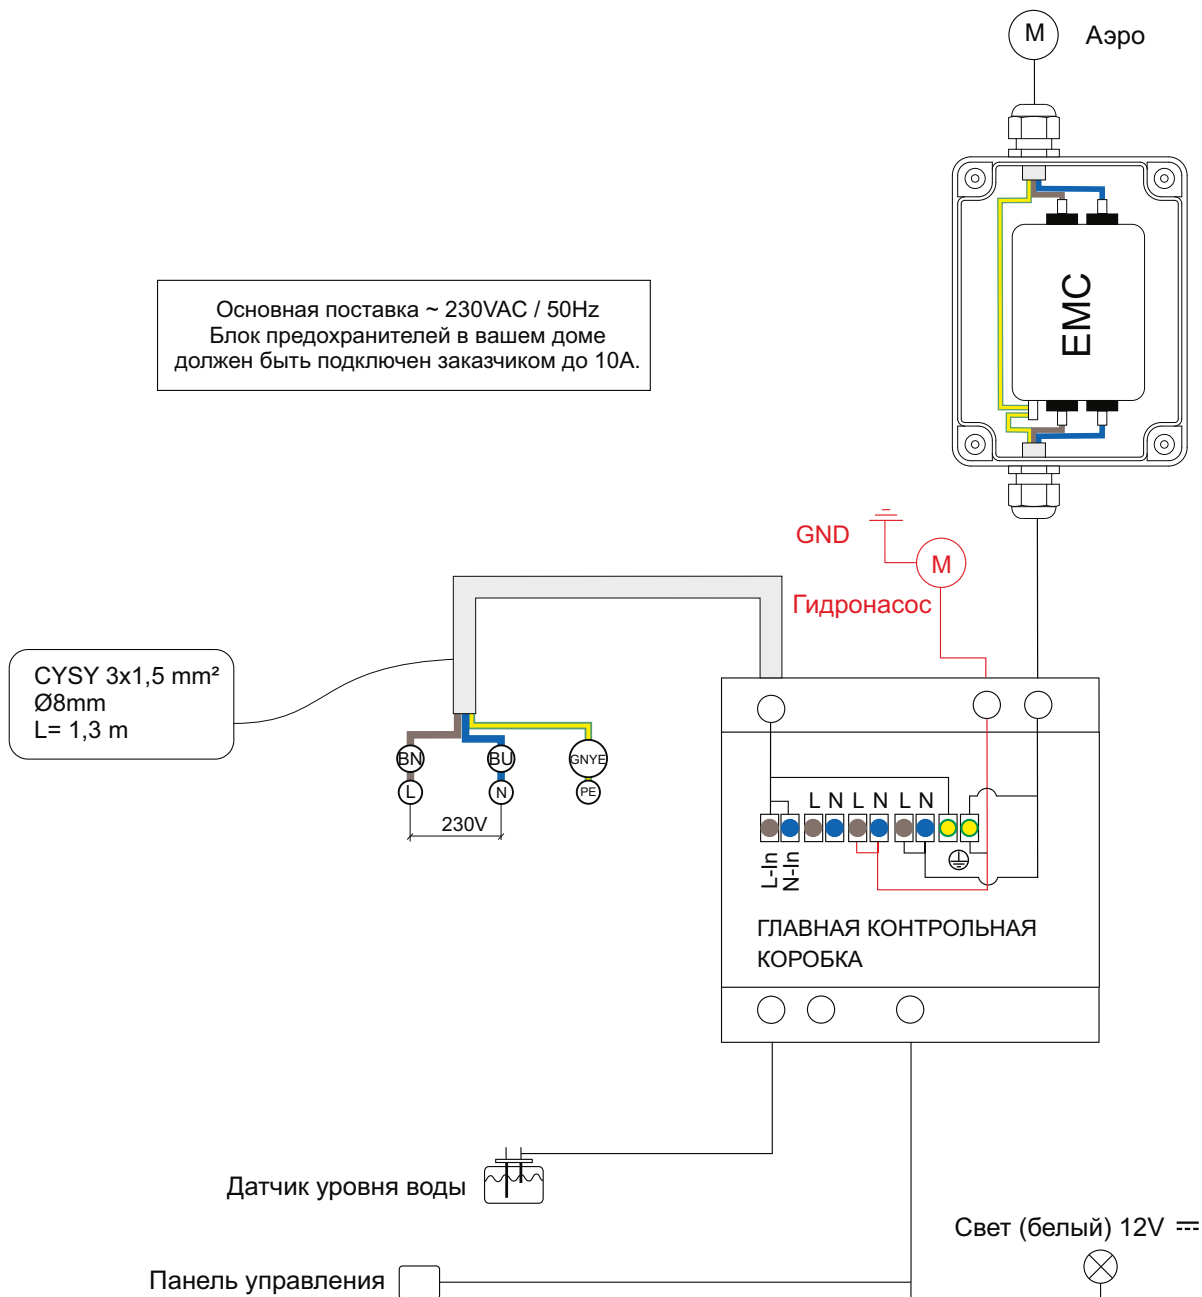 M Аэро
EMC
Основная поставка ~ 230VAC / 50Hz
Блок предохранителей в вашем доме
должен быть подключен заказчиком до 10А.
GND
M
Гидронасос
CYSY 3x1,5 mm²
Ø8mm
L= 1,3 m
BN BU GNYE
L N PE
230V
L N L N L N
L-In
N-In
ГЛАВНАЯ КОНТРОЛЬНАЯ
КОРОБКА
Датчик уровня воды
Свет (белый) 12V
Панель управления